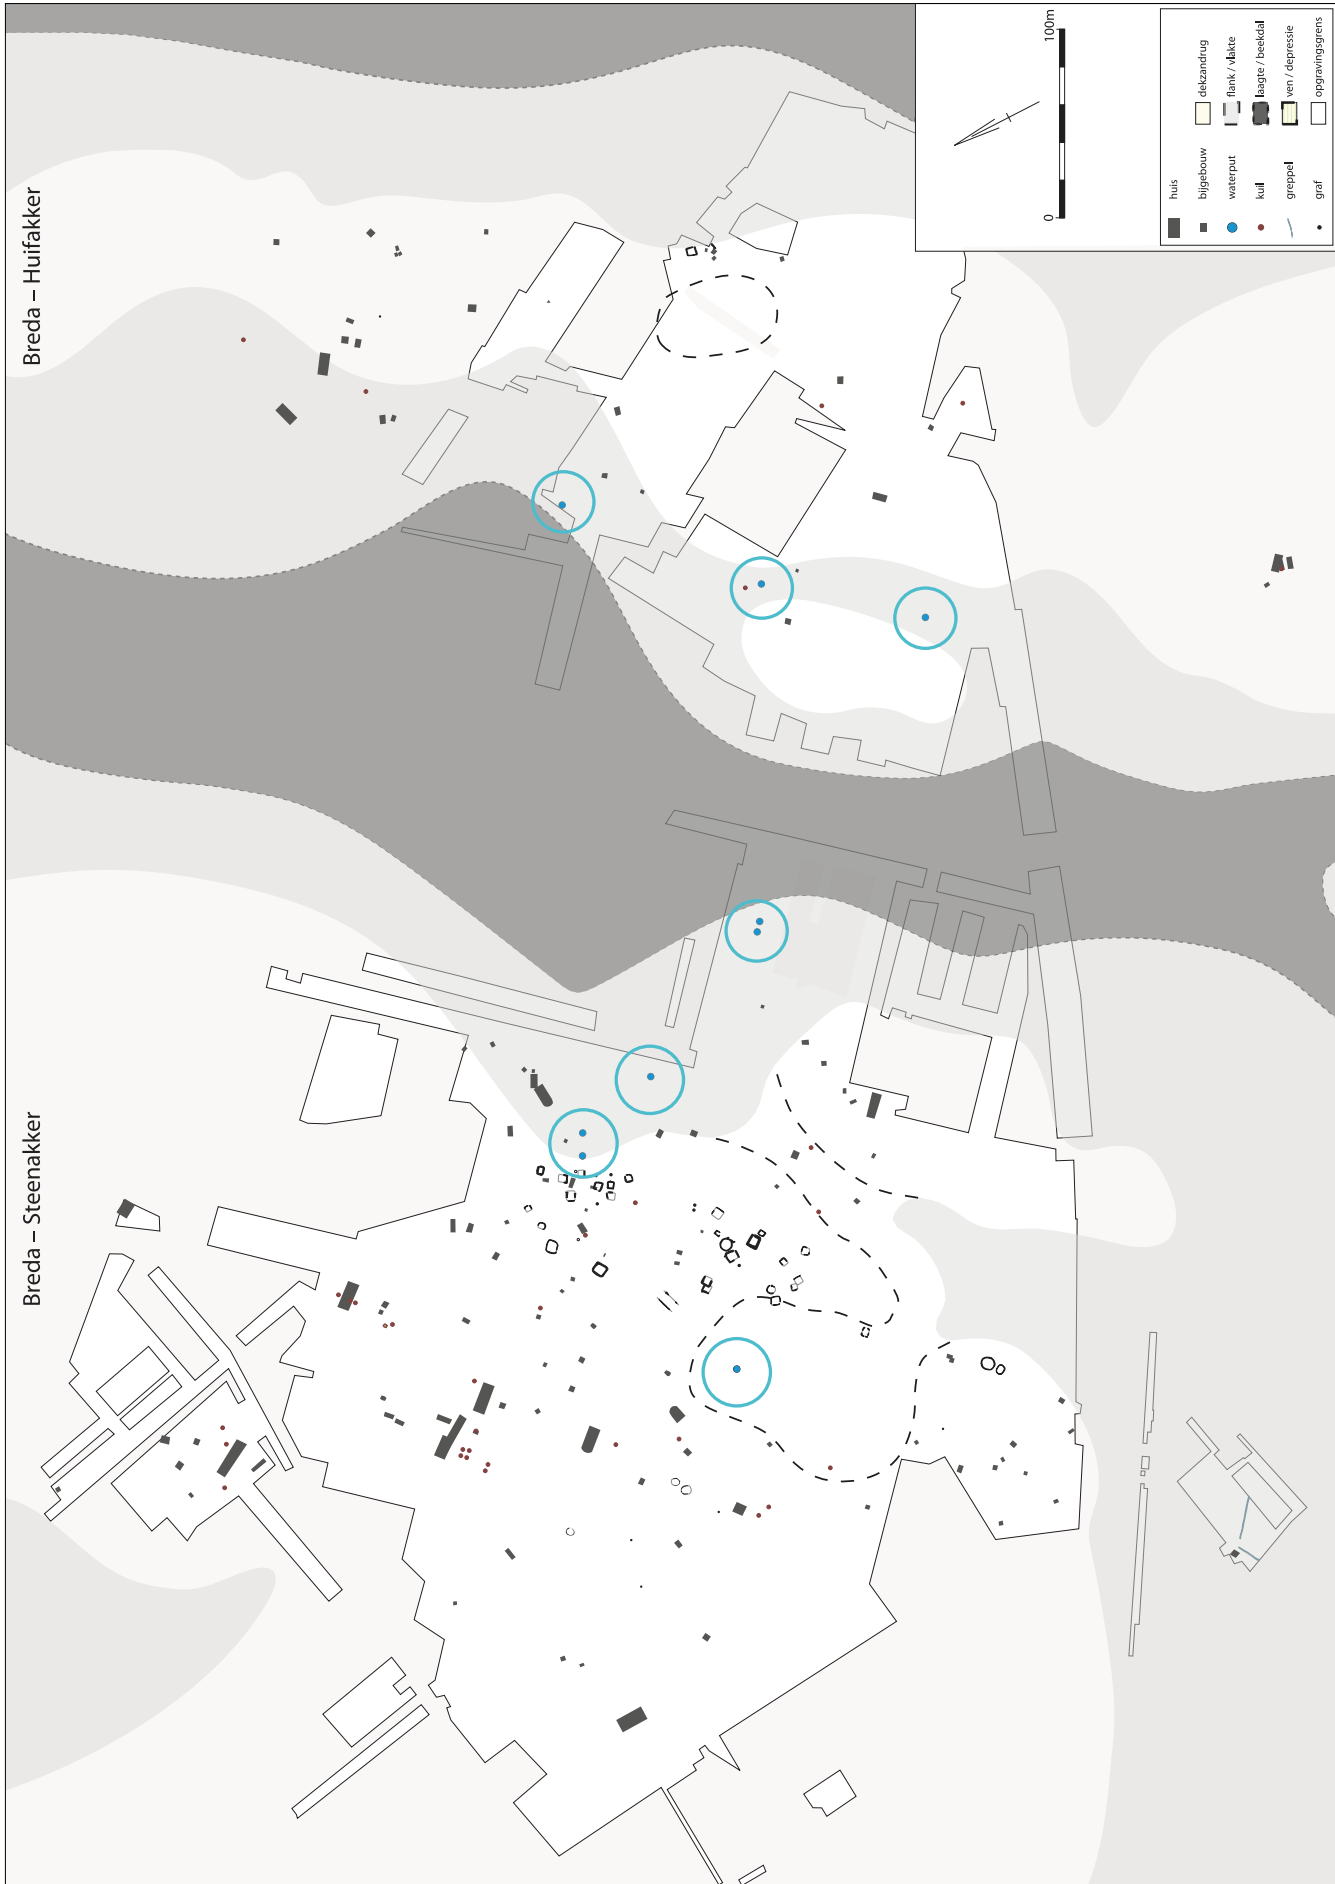 Breda – Steenakker
Breda – Huifakker
0
100m
huis
bijgebouw
waterput
kuil
greppel
graf
dekzandrug
flank / vlakte
laagte / beekdal
ven / depressie
opgravingsgrens